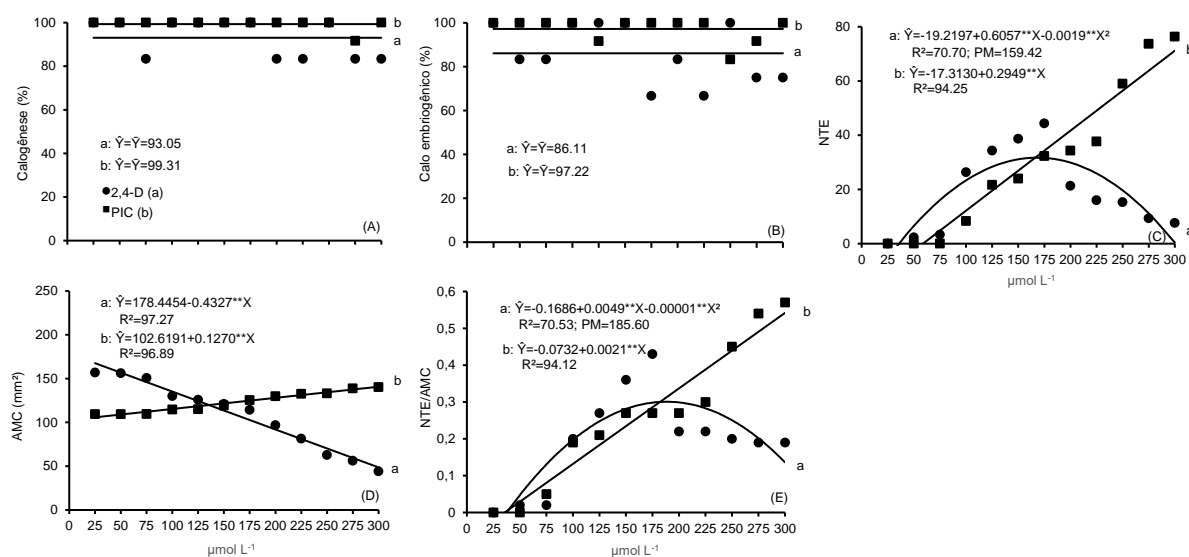 100
80
60
40
20
0
Calogênese (%)
a: Ŷ=Ȳ=93.05
b: Ŷ=Ȳ=99.31
2,4-D (a)
PIC (b)
b
a
(A)
100
80
60
40
20
0
Calo embriogênico (%)
a: Ŷ=Ȳ=86.11
b: Ŷ=Ȳ=97.22
b
a
(B)
80
60
40
20
0
NTE
a: Ŷ=-19.2197+0.6057**X-0.0019**X²
R²=70.70; PM=159.42
b: Ŷ=-17.3130+0.2949**X
R²=94.25
b
a
(C)
0 25 50 75 100 125 150 175 200 225 250 275 300
µmol L⁻¹
250
200
150
100
50
0
AMC (mm²)
a: Ŷ=178.4454-0.4327**X
R²=97.27
b: Ŷ=102.6191+0.1270**X
R²=96.89
b
a
(D)
0 25 50 75 100 125 150 175 200 225 250 275 300
µmol L⁻¹
0,6
0,5
0,4
0,3
0,2
0,1
0
NTE/AMC
a: Ŷ=-0.1686+0.0049**X-0.00001**X²
R²=70.53; PM=185.60
b: Ŷ=-0.0732+0.0021**X
R²=94.12
b
a
(E)
0 25 50 75 100 125 150 175 200 225 250 275 300
µmol L⁻¹